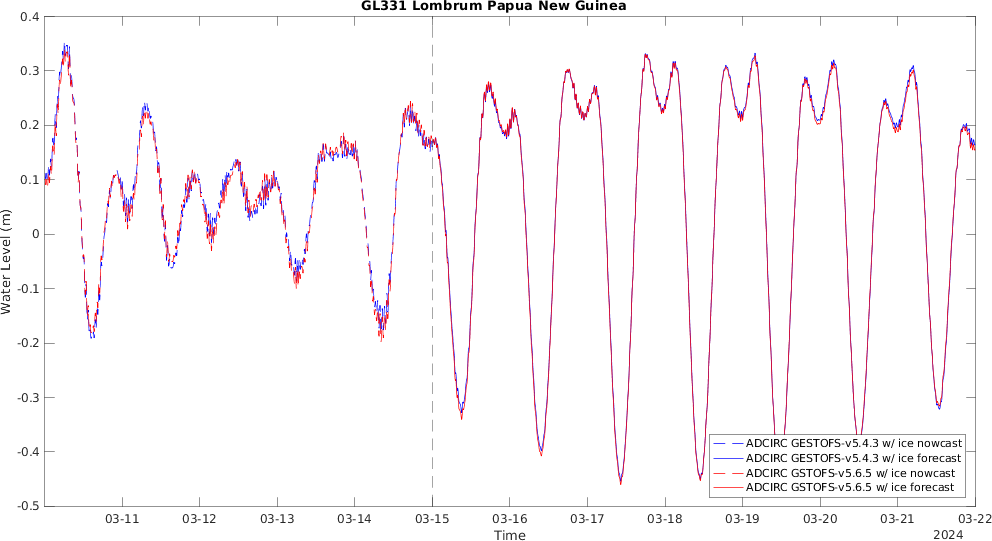 GL331 Lombrum Papua New Guinea
0.4
0.3
0.2
0.1
0
-0.1
-0.2
-0.3
-0.4
-0.5
Water Level (m)
ADCIRC GESTOFS-v5.4.3 w/ ice nowcast
ADCIRC GESTOFS-v5.4.3 w/ ice forecast
ADCIRC GSTOFS-v5.6.5 w/ ice nowcast
ADCIRC GSTOFS-v5.6.5 w/ ice forecast
03-11 03-12 03-13 03-14 03-15 03-16 03-17 03-18 03-19 03-20 03-21 03-22
Time
2024